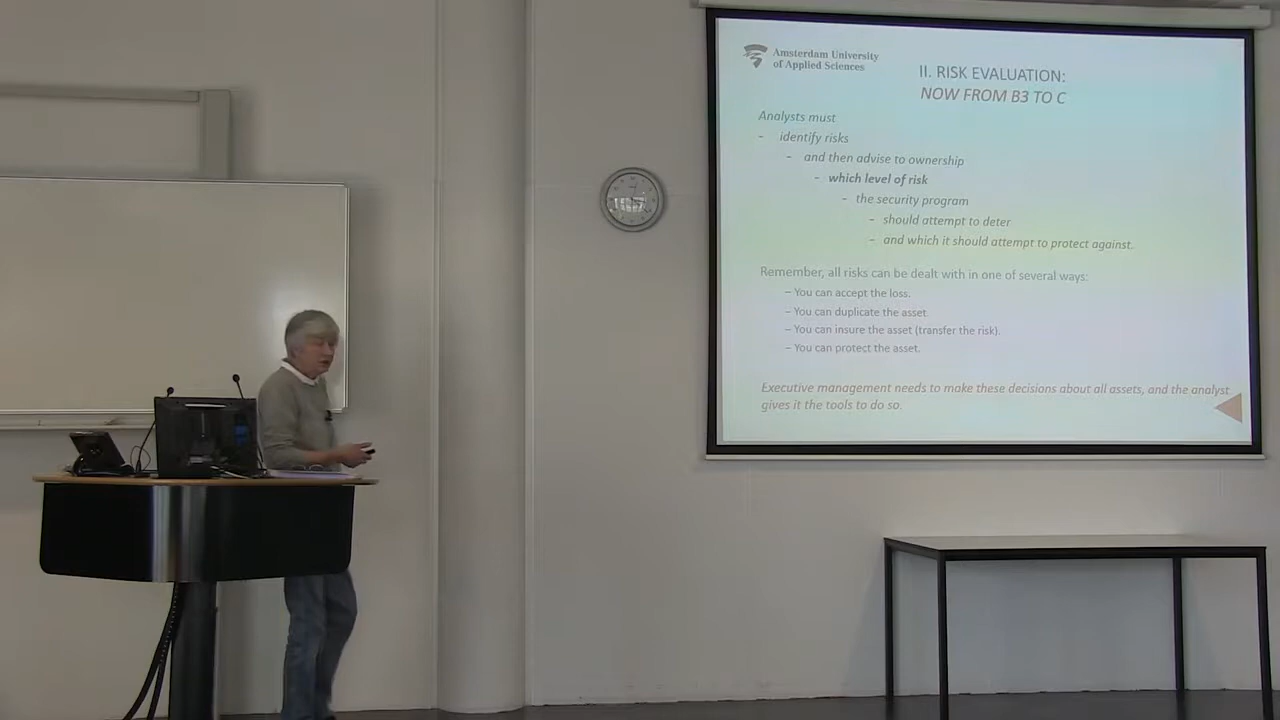 Amsterdam University
of Applied Sciences
II. RISK EVALUATION:
NOW FROM B3 TO C
Analysts must
- identify risks
- and then advise to ownership
- which level of risk
- the security program
- should attempt to deter
- and which it should attempt to protect against.
Remember, all risks can be dealt with in one of several ways:
– You can accept the loss.
– You can duplicate the asset.
– You can insure the asset (transfer the risk).
– You can protect the asset.
Executive management needs to make these decisions about all assets, and the analyst
gives it the tools to do so.